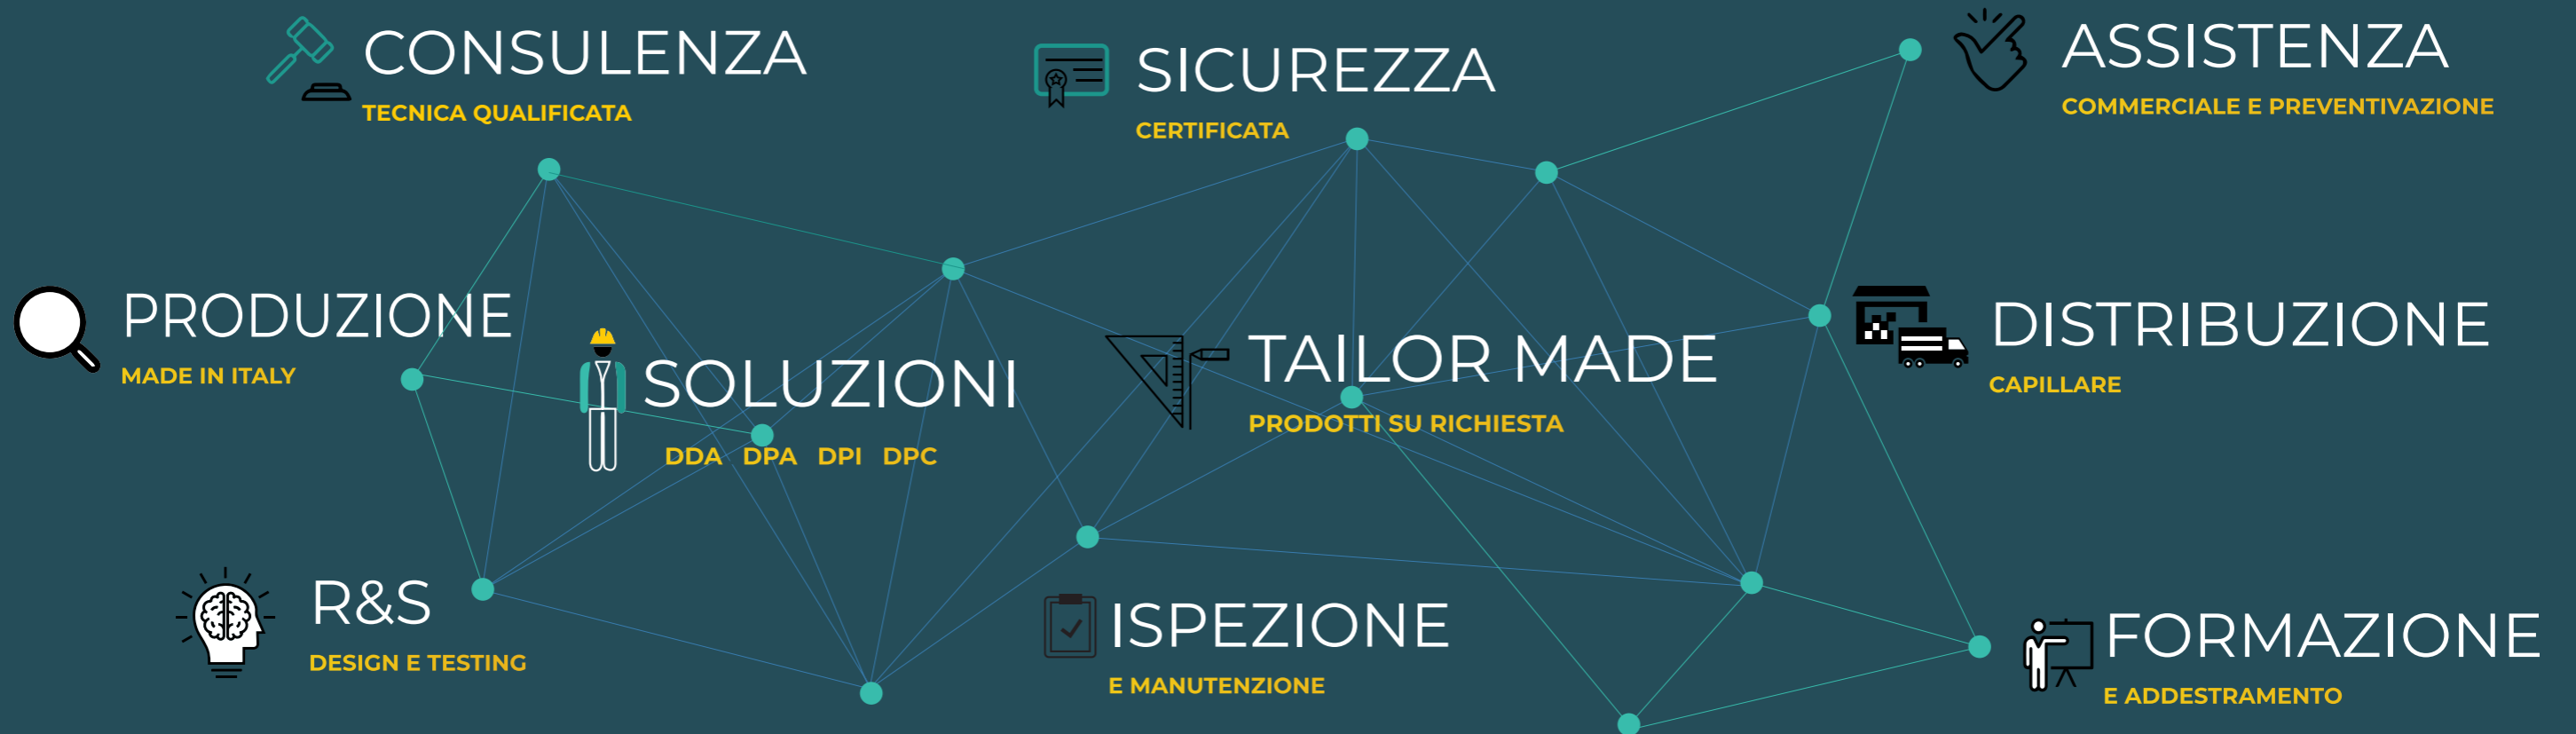 CONSULENZA
TECNICA QUALIFICATA
SICUREZZA
CERTIFICATA
ASSISTENZA
COMMERCIALE E PREVENTIVAZIONE
PRODUZIONE
MADE IN ITALY
SOLUZIONI
DDA DPA DPI DPC
TAILOR MADE
PRODOTTI SU RICHIESTA
DISTRIBUZIONE
CAPILLARE
R&S
DESIGN E TESTING
ISPEZIONE
E MANUTENZIONE
FORMAZIONE
E ADDESTRAMENTO